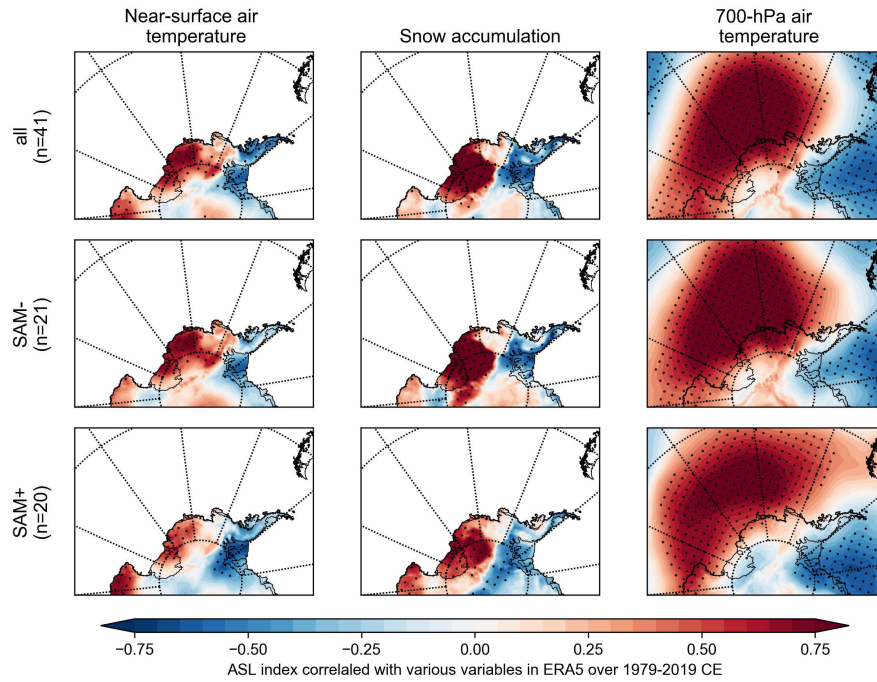 Near-surface air
temperature
Snow accumulation
700-hPa air
temperature
all
(n=41)
SAM-
(n=21)
SAM+
(n=20)
−0.75
−0.50
−0.25
0.00
0.25
0.50
0.75
ASL index correlaled with various variables in ERA5 over 1979-2019 CE